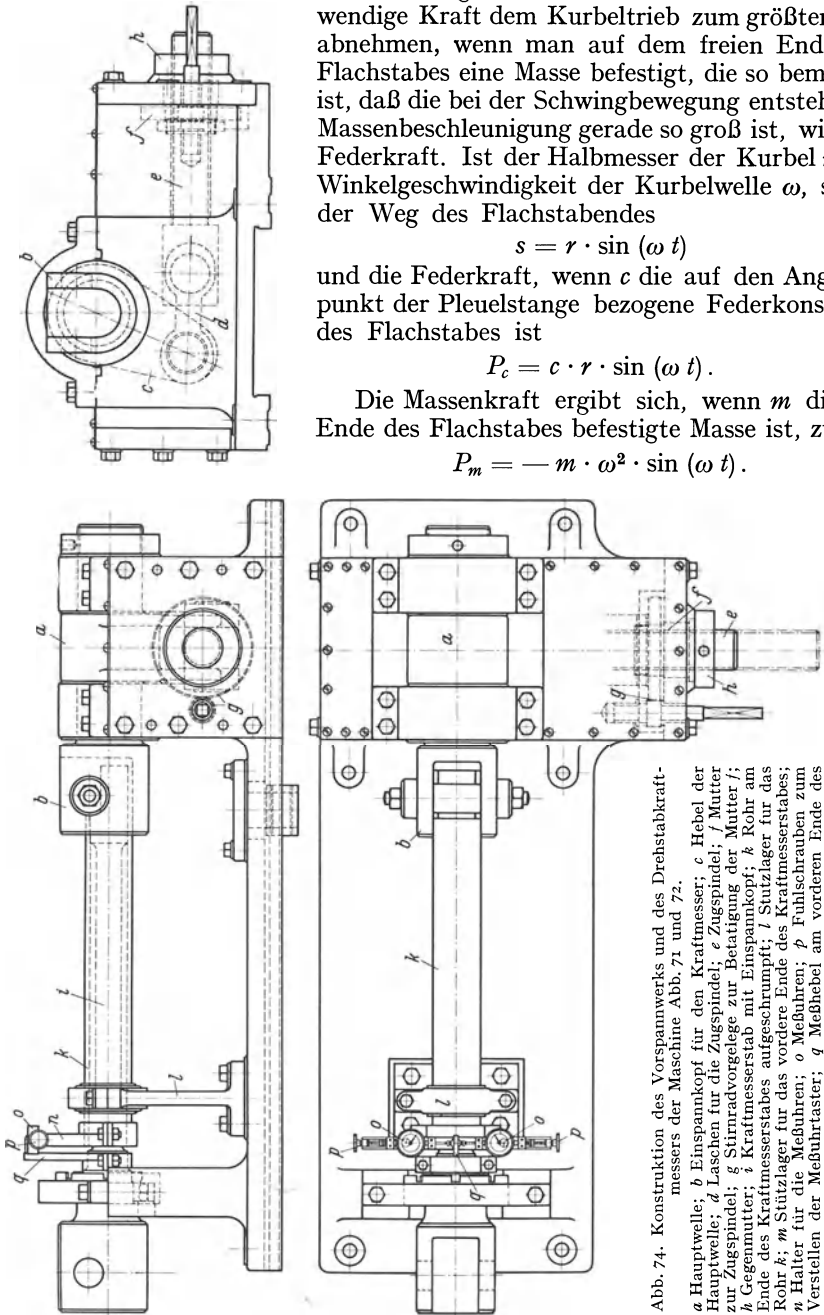 wendige Kraft dem Kurbeltrieb zum größten
abnehmen, wenn man auf dem freien End
Flachstabes eine Masse befestigt, die so bem
ist, daß die bei der Schwingbewegung entsteh
Massenbeschleunigung gerade so groß ist, wi
Federkraft. Ist der Halbmesser der Kurbel
Winkelgeschwindigkeit der Kurbelwelle ω, s
der Weg des Flachstabendes
s = r · sin (ω t)
und die Federkraft, wenn c die auf den Ang
punkt der Pleuelstange bezogene Federkons
des Flachstabes ist
P_c = c · r · sin (ω t).
Die Massenkraft ergibt sich, wenn m di
Ende des Flachstabes befestigte Masse ist, z
P_m = — m · ω² · sin (ω t).
h
f
e
b
d
c
a
b
g
i
k
l
o
p
n
q
a
b
g
f
e
h
k
l
o
o
p
p
q
Abb. 74. Konstruktion des Vorspannwerks und des Drehstabkraft-
messers der Maschine Abb. 71 und 72.
a Hauptwelle; b Einspannkopf für den Kraftmesser; c Hebel der
Hauptwelle; d Laschen fur die Zugspindel; e Zugspindel; f Mutter
zur Zugspindel; g Stirnradvorgelege zur Betatigung der Mutter f;
h Gegenmutter; i Kraftmesserstab mit Einspannkopf; k Rohr am
Ende des Kraftmesserstabes aufgeschrumpft; l Stutzlager fur das
Rohr k; m Stützlager fur das vordere Ende des Kraftmesserstabes;
n Halter für die Meßuhren; o Meßuhren; p Fuhlschrauben zum
Verstellen der Meßuhrtaster; q Meßhebel am vorderen Ende des